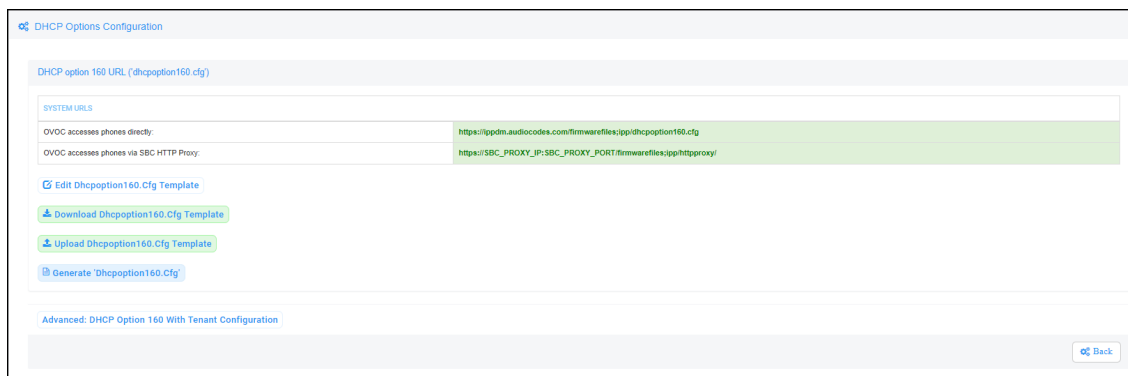 DHCP Options Configuration
DHCP option 160 URL ('dhcpoption160.cfg')
SYSTEM URLS
OVOC accesses phones directly: https://ippdm.audiocodes.com/firmwarefiles;ipp/dhcpoption160.cfg
OVOC accesses phones via SBC HTTP Proxy: https://SBC_PROXY_IP:SBC_PROXY_PORT/firmwarefiles;ipp/httpproxy/
Edit Dhcpoption160.Cfg Template
Download Dhcpoption160.Cfg Template
Upload Dhcpoption160.Cfg Template
Generate 'Dhcpoption160.Cfg'
Advanced: DHCP Option 160 With Tenant Configuration
Back